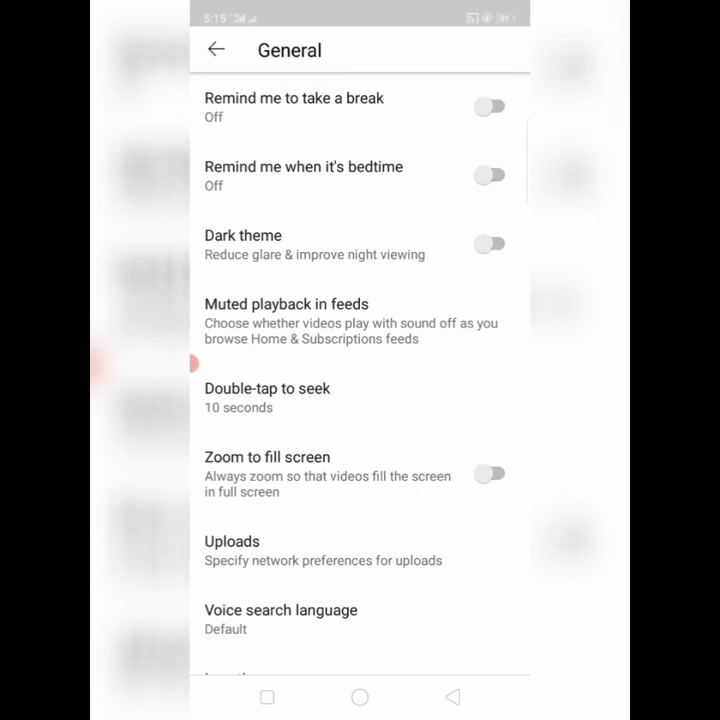 5:15
General
Remind me to take a break
Off
Remind me when it's bedtime
Off
Dark theme
Reduce glare & improve night viewing
Muted playback in feeds
Choose whether videos play with sound off as you
browse Home & Subscriptions feeds
Double-tap to seek
10 seconds
Zoom to fill screen
Always zoom so that videos fill the screen
in full screen
Uploads
Specify network preferences for uploads
Voice search language
Default